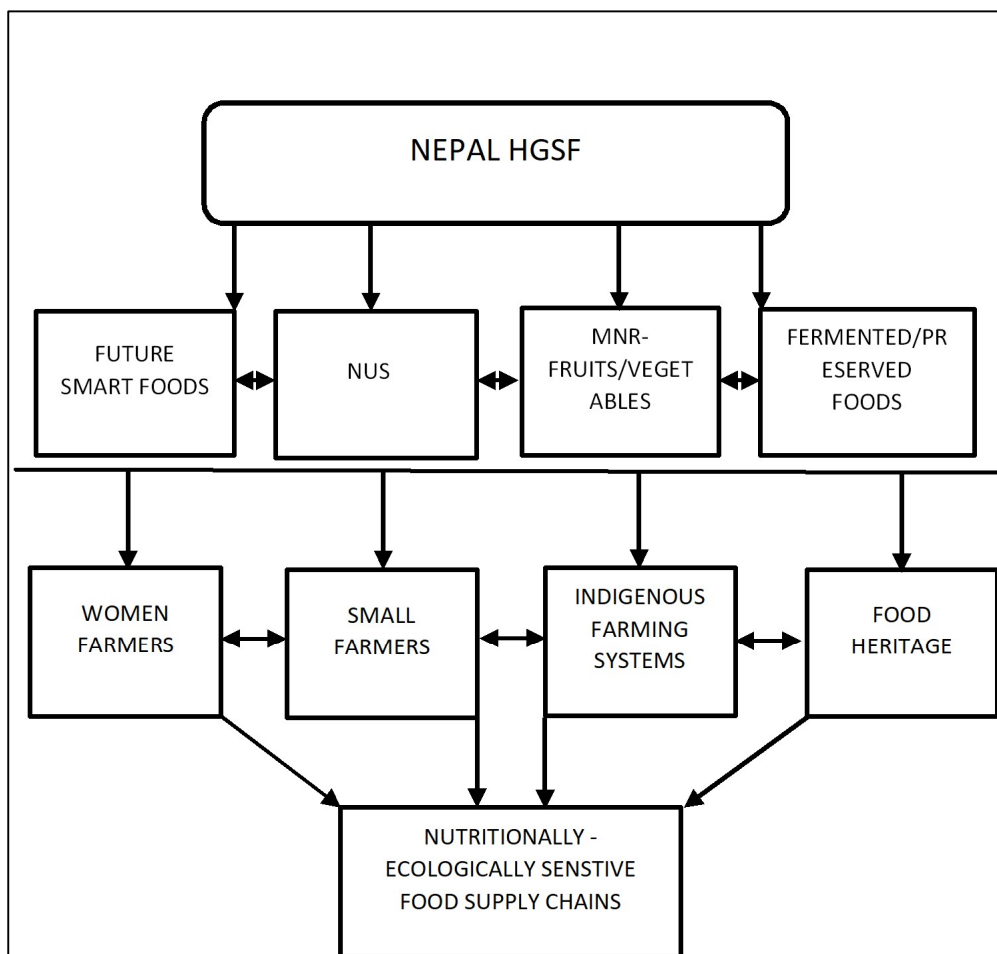 NEPAL HGSF
FUTURE
SMART FOODS
NUS
MNR-
FRUITS/VEGET
ABLES
FERMENTED/PR
ESERVED
FOODS
WOMEN
FARMERS
SMALL
FARMERS
INDIGENOUS
FARMING
SYSTEMS
FOOD
HERITAGE
NUTRITIONALLY -
ECOLOGICALLY SENSTIVE
FOOD SUPPLY CHAINS